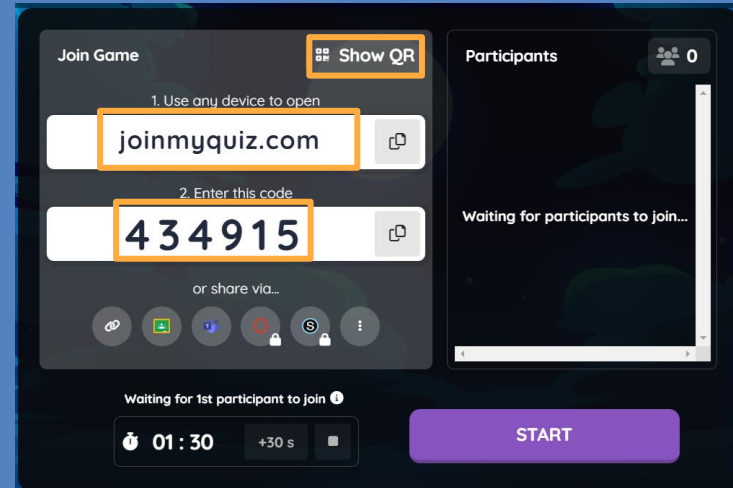 Join Game
Show QR
1. Use any device to open
joinmyquiz.com
2. Enter this code
434915
or share via...
S
Waiting for 1st participant to join
01 : 30
+30 s
Participants
0
Waiting for participants to join...
START